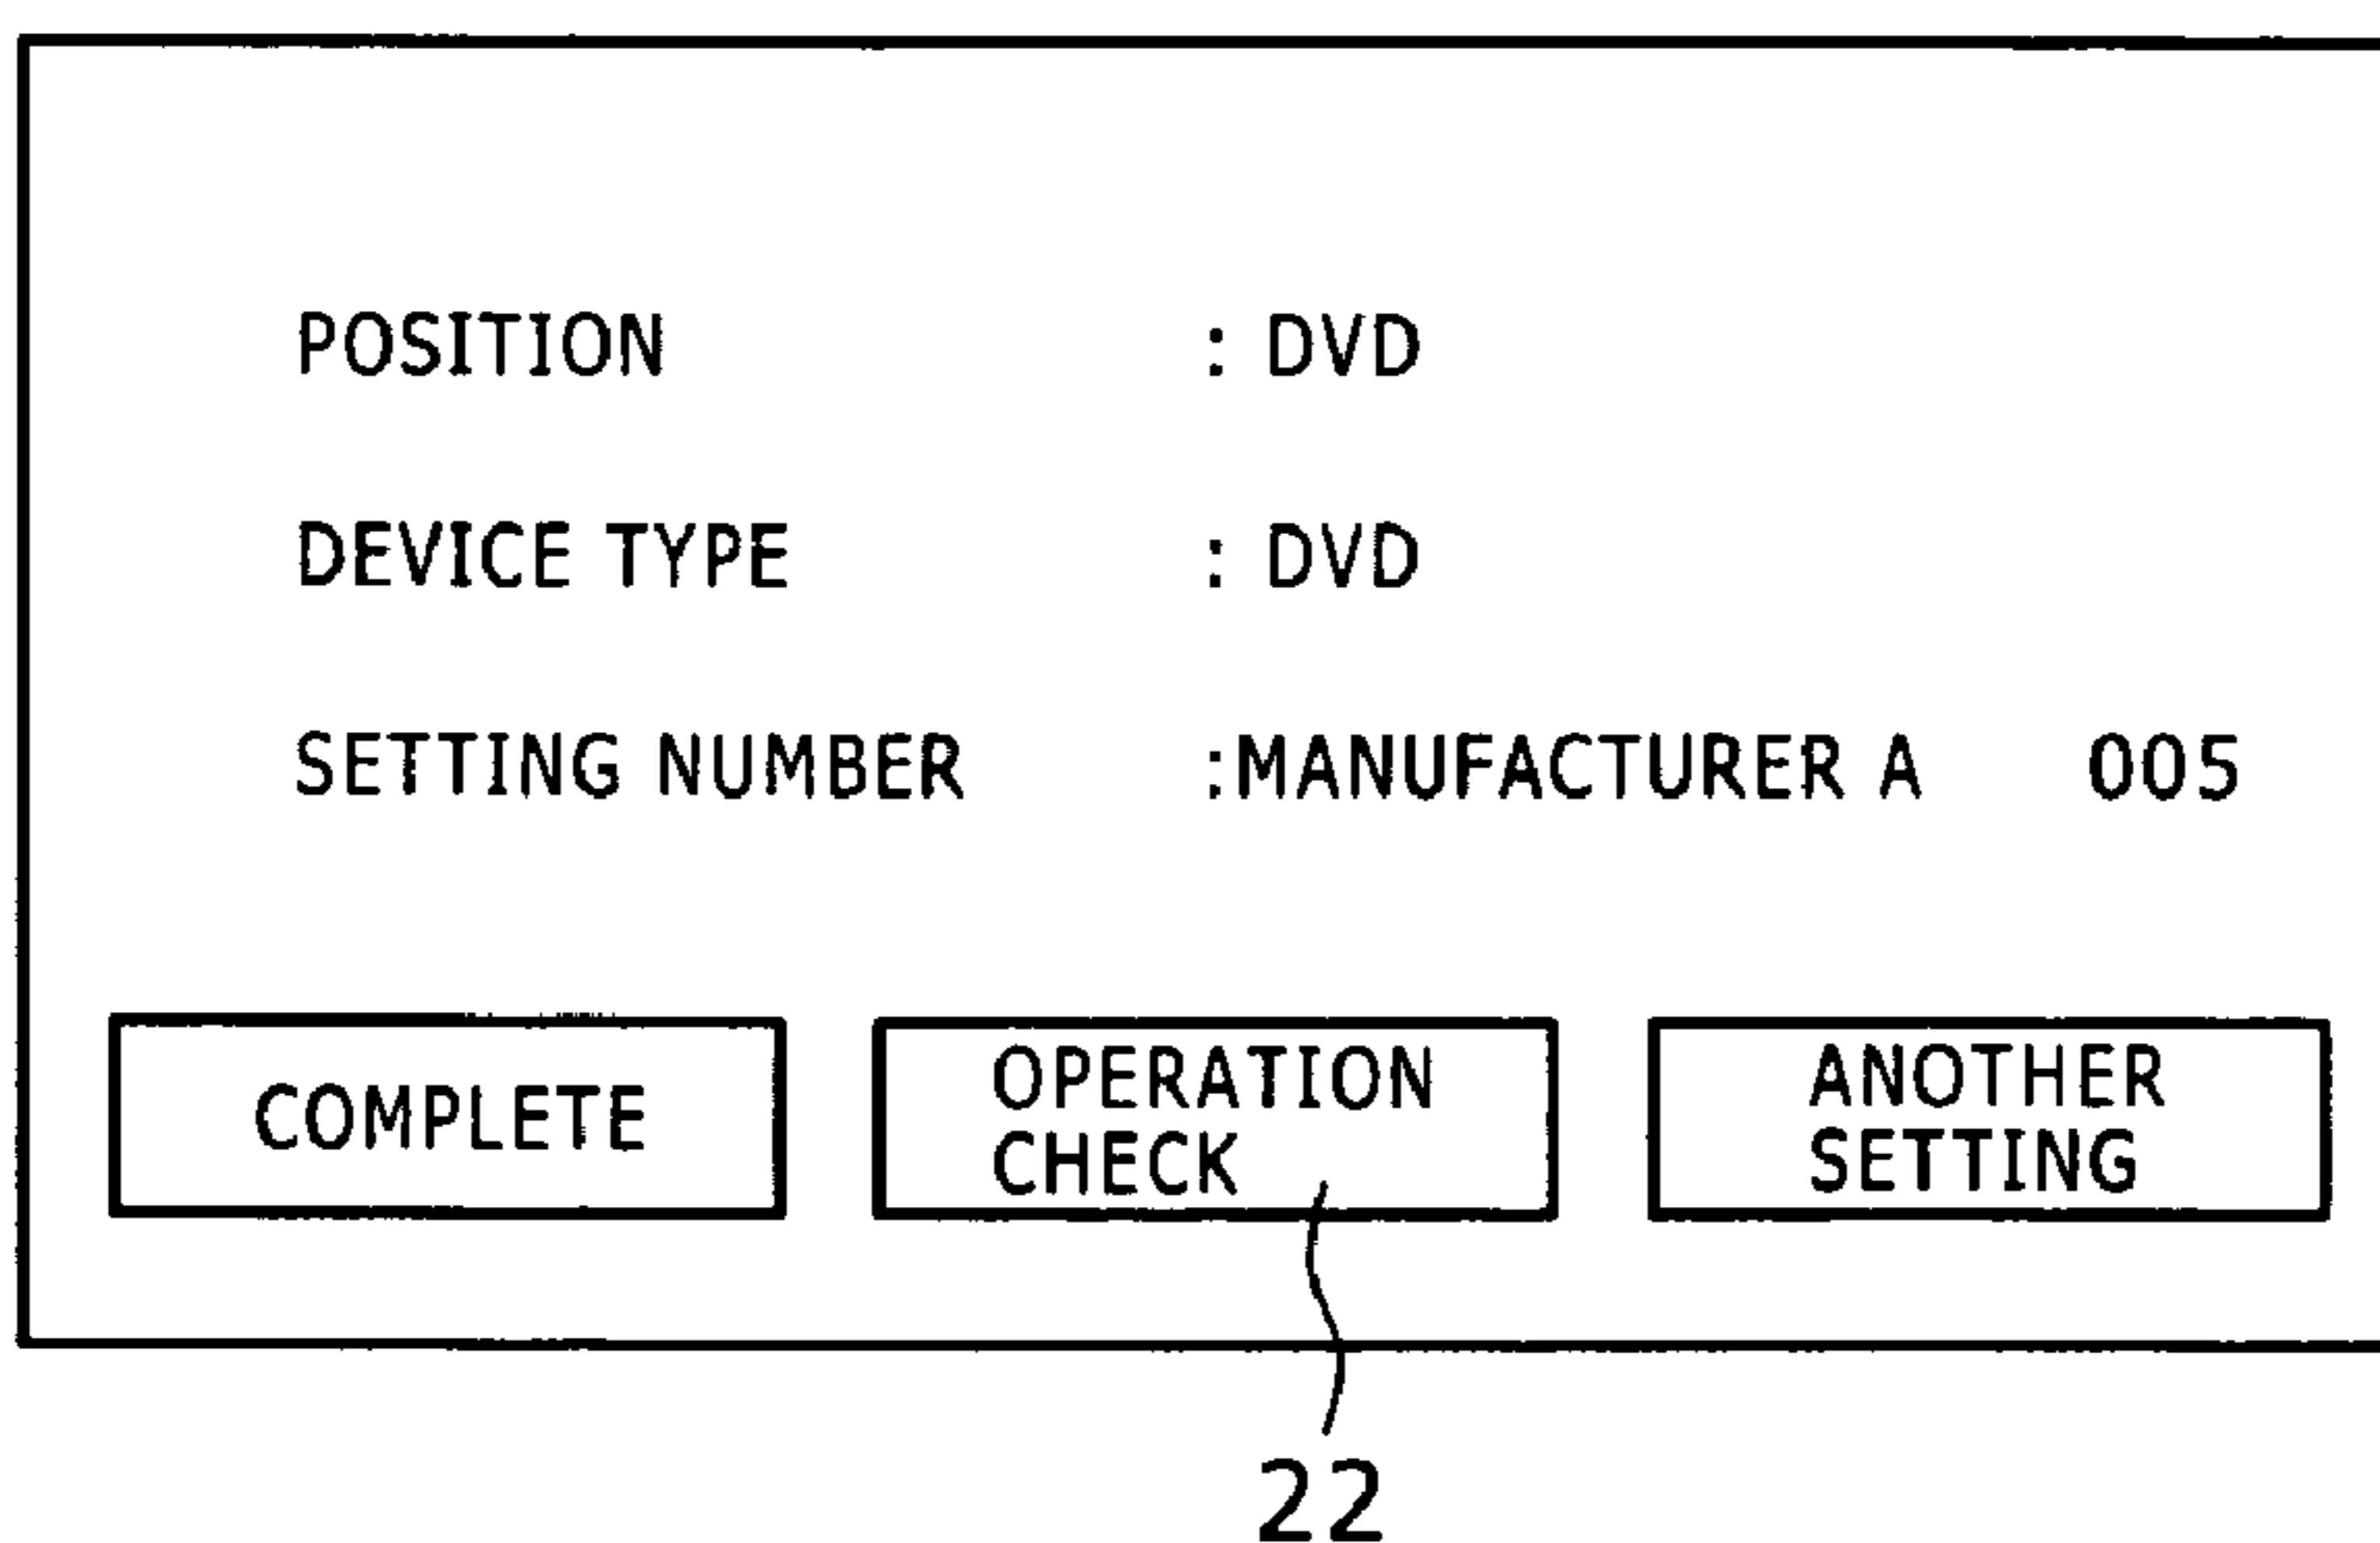 POSITION : DVD
DEVICE TYPE : DVD
SETTING NUMBER :MANUFACTURER A 005
COMPLETE
OPERATION
CHECK
ANOTHER
SETTING
22